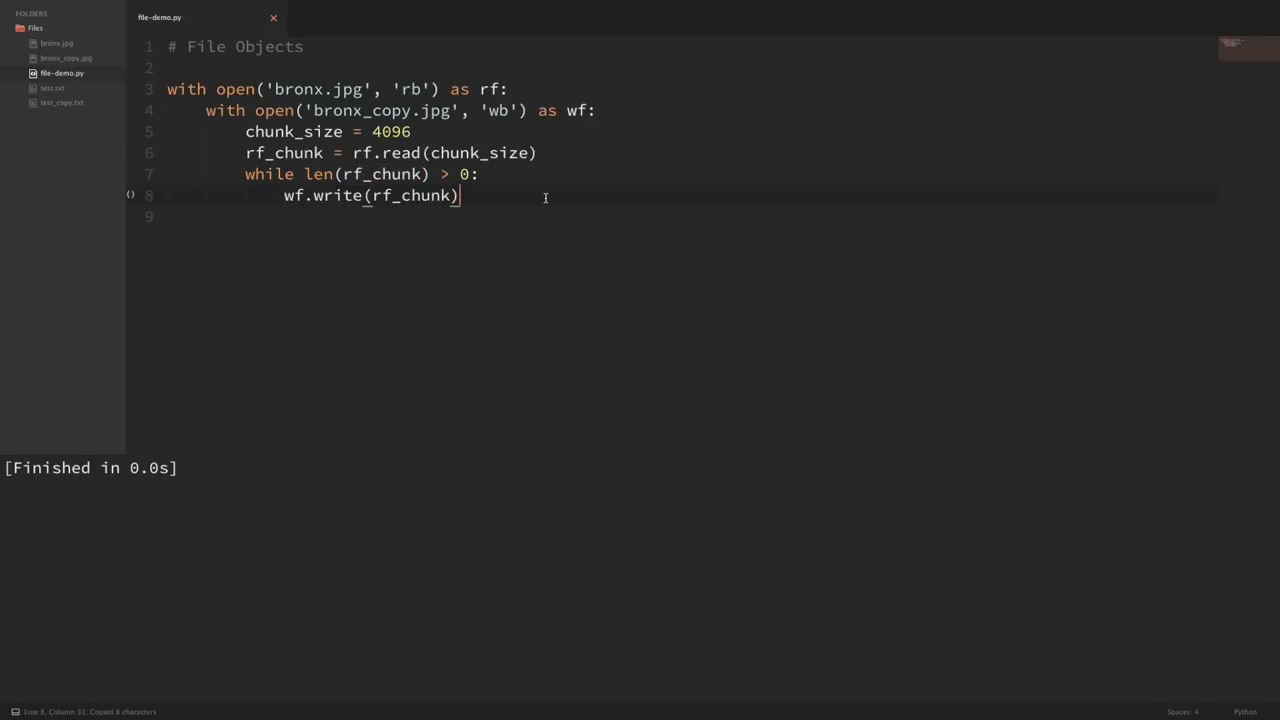 FOLDERS
Files
bronx.jpg
bronx_copy.jpg
file-demo.py
test.txt
test_copy.txt
file-demo.py ×
1 # File Objects
2
3 with open('bronx.jpg', 'rb') as rf:
4     with open('bronx_copy.jpg', 'wb') as wf:
5         chunk_size = 4096
6         rf_chunk = rf.read(chunk_size)
7         while len(rf_chunk) > 0:
() 8             wf.write(rf_chunk)
9
[Finished in 0.0s]
Line 8, Column 31; Copied 8 characters Spaces: 4 Python